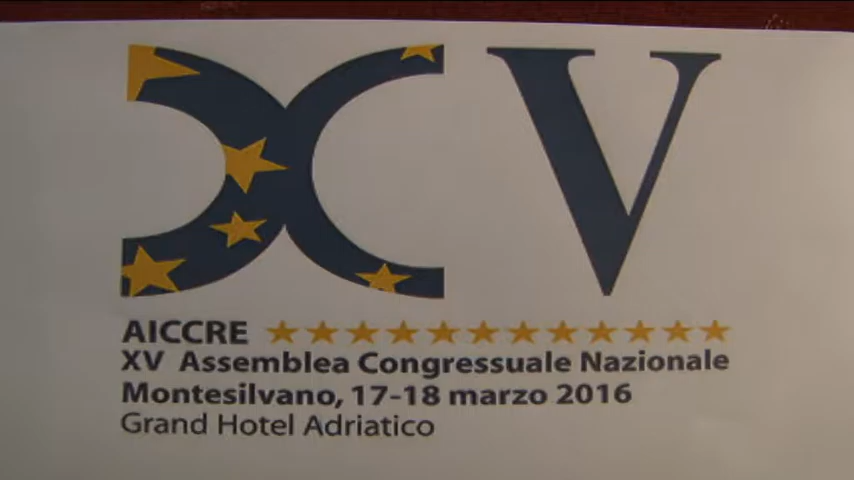 XV
AICCRE
XV Assemblea Congressuale Nazionale
Montesilvano, 17-18 marzo 2016
Grand Hotel Adriatico